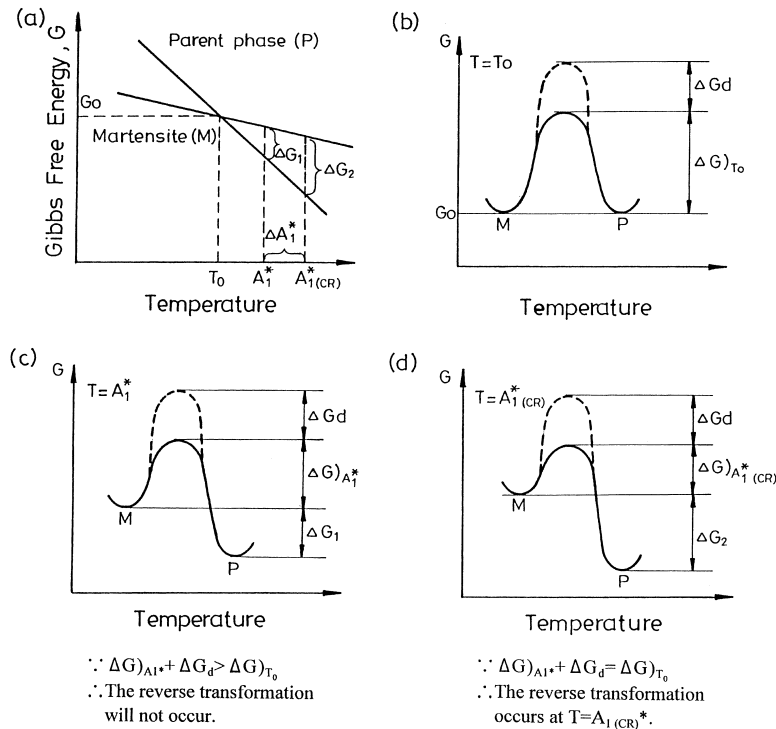 (a)
Gibbs Free Energy, G
Parent phase (P)
Go
Martensite (M)
ΔG₁
ΔG₂
ΔA₁*
T₀ A₁* A₁*(CR)
Temperature
(b)
G
T=To
ΔGd
ΔG)To
Go
M P
Temperature
(c)
G
T=A₁*
ΔGd
ΔG)A₁*
M
ΔG₁
P
Temperature
∵ ΔG)A1*+ ΔGd> ΔG)T₀
∴The reverse transformation
will not occur.
(d)
G
T=A₁*(CR)
ΔGd
ΔG)A₁*(CR)
M
ΔG₂
P
Temperature
∵ ΔG)A1*+ ΔGd= ΔG)T₀
∴The reverse transformation
occurs at T=A1(CR)*.